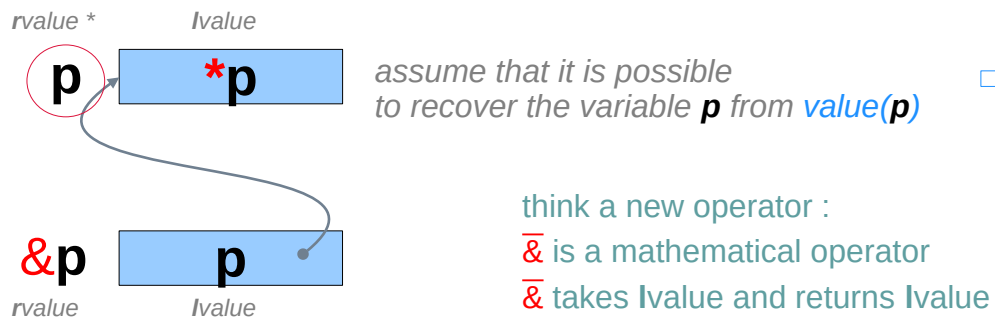 rvalue *
lvalue
p
*p
assume that it is possible
to recover the variable p from value(p)
think a new operator :
&̅ is a mathematical operator
&̅ takes lvalue and returns lvalue
&p
p
rvalue
lvalue